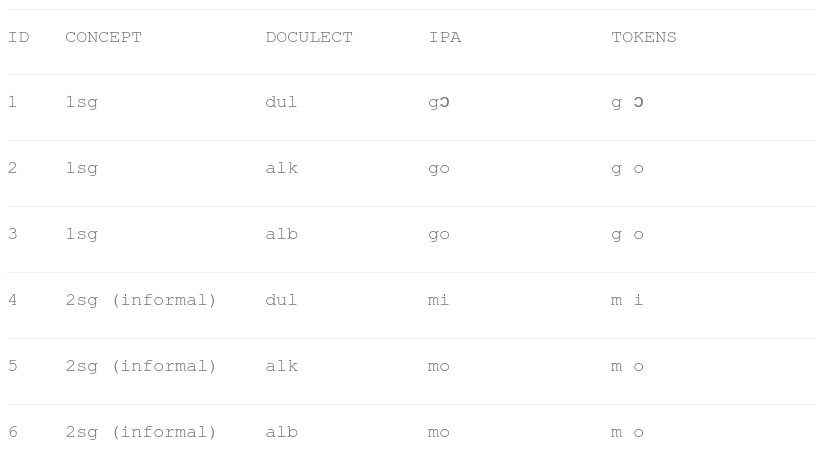 ID CONCEPT DOCULECT IPA TOKENS
1 1sg dul gɔ g ɔ
2 1sg alk go g o
3 1sg alb go g o
4 2sg (informal) dul mi m i
5 2sg (informal) alk mo m o
6 2sg (informal) alb mo m o